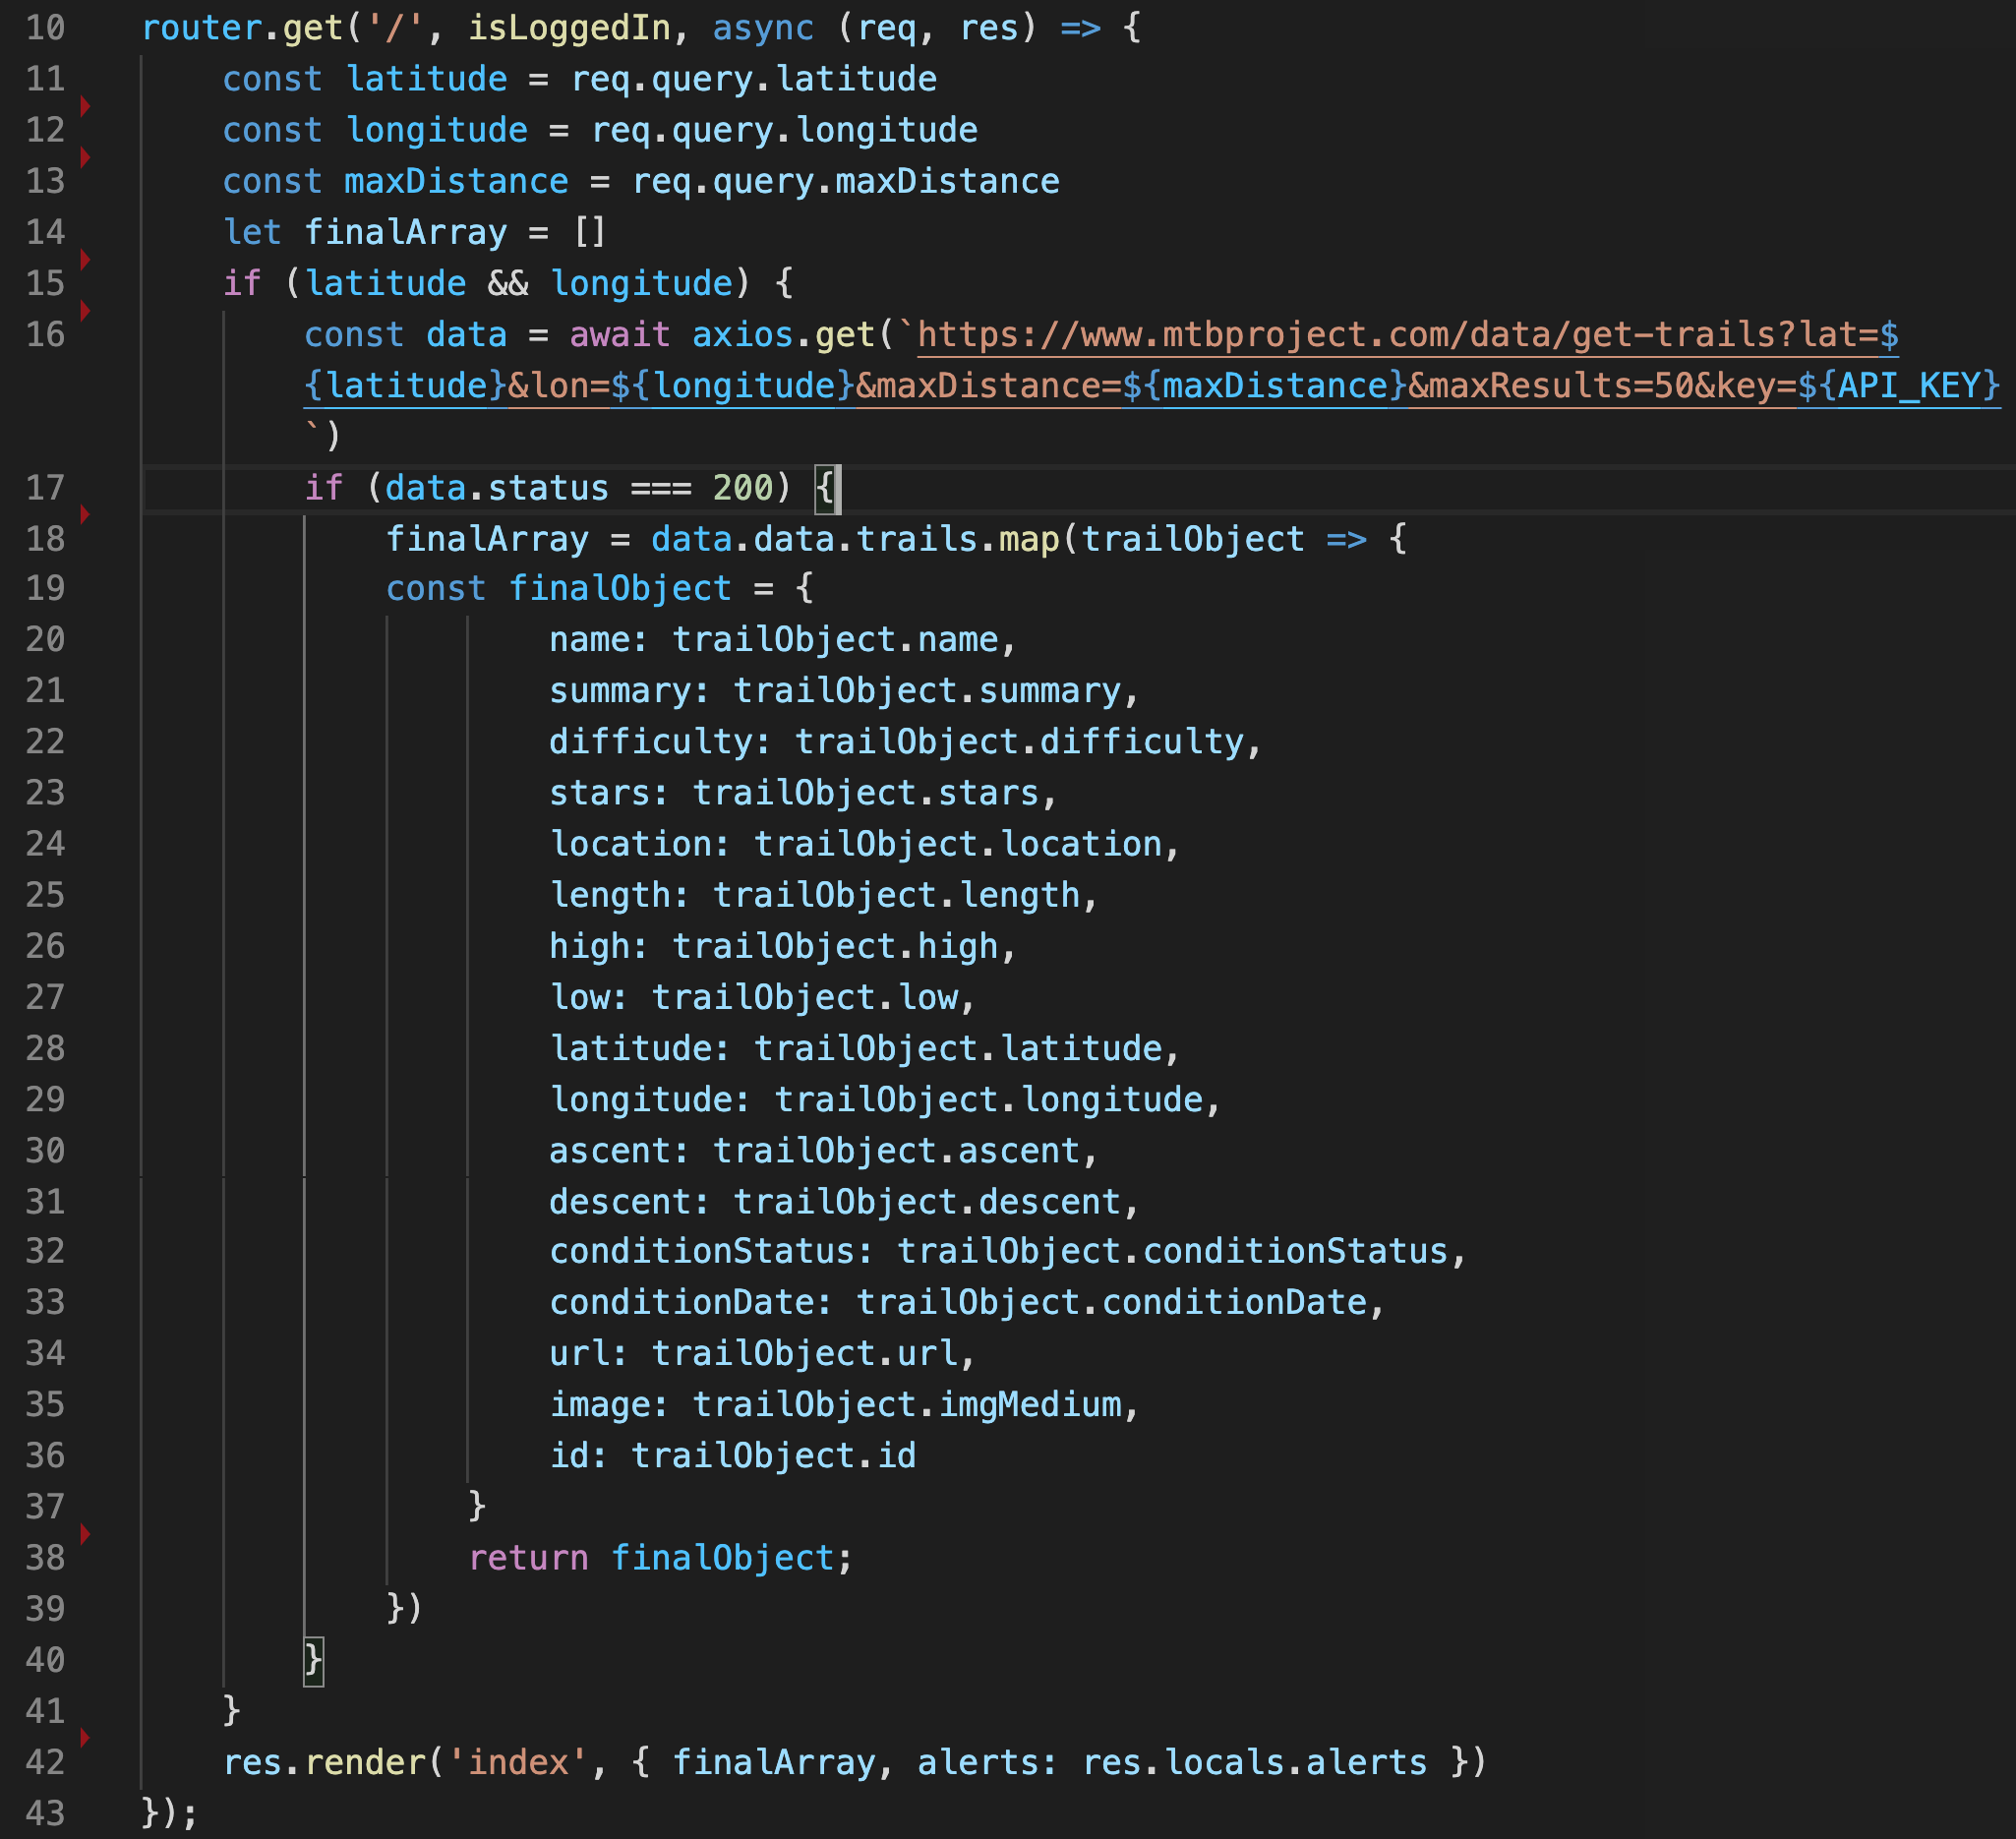 10 router.get('/', isLoggedIn, async (req, res) => {
11     const latitude = req.query.latitude
12     const longitude = req.query.longitude
13     const maxDistance = req.query.maxDistance
14     let finalArray = []
15     if (latitude && longitude) {
16         const data = await axios.get(`https://www.mtbproject.com/data/get-trails?lat=$
           {latitude}&lon=${longitude}&maxDistance=${maxDistance}&maxResults=50&key=${API_KEY}
           `)
17         if (data.status === 200) {
18             finalArray = data.data.trails.map(trailObject => {
19             const finalObject = {
20                     name: trailObject.name,
21                     summary: trailObject.summary,
22                     difficulty: trailObject.difficulty,
23                     stars: trailObject.stars,
24                     location: trailObject.location,
25                     length: trailObject.length,
26                     high: trailObject.high,
27                     low: trailObject.low,
28                     latitude: trailObject.latitude,
29                     longitude: trailObject.longitude,
30                     ascent: trailObject.ascent,
31                     descent: trailObject.descent,
32                     conditionStatus: trailObject.conditionStatus,
33                     conditionDate: trailObject.conditionDate,
34                     url: trailObject.url,
35                     image: trailObject.imgMedium,
36                     id: trailObject.id
37                 }
38                 return finalObject;
39             })
40         }
41     }
42     res.render('index', { finalArray, alerts: res.locals.alerts })
43 });